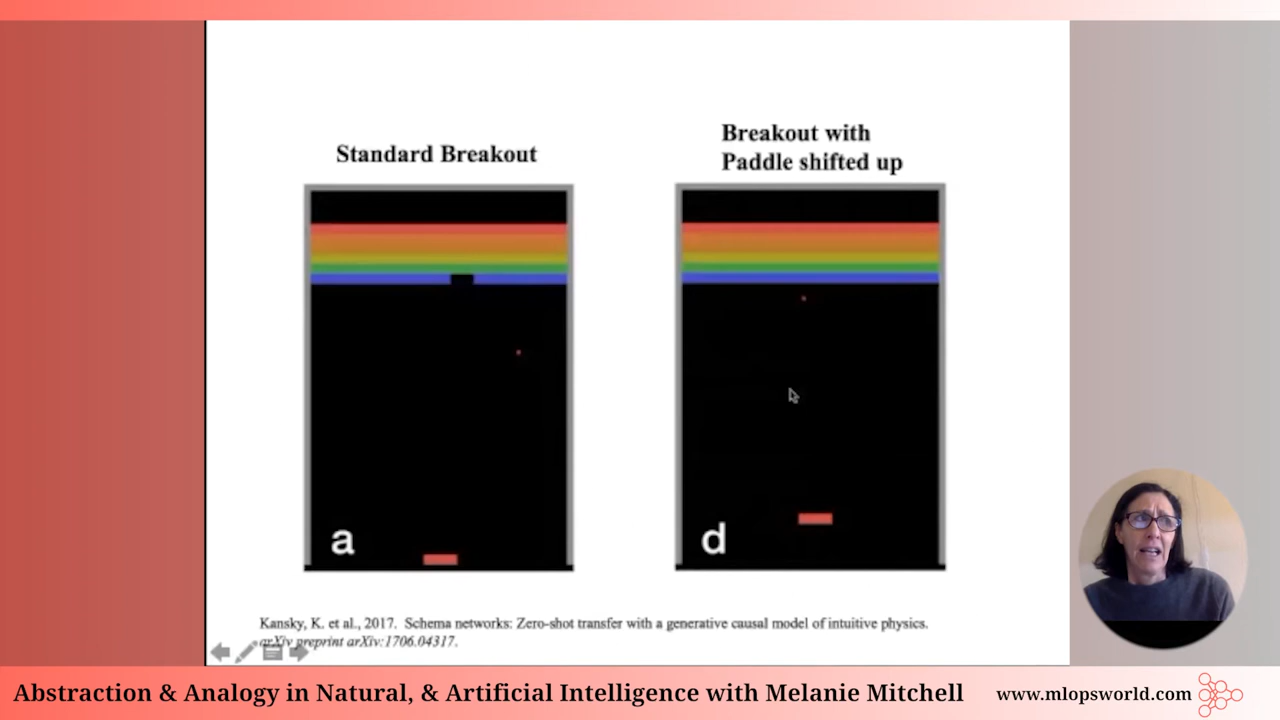 Standard Breakout
Breakout with
Paddle shifted up
a
d
Kansky, K. et al., 2017. Schema networks: Zero-shot transfer with a generative causal model of intuitive physics.
arXiv preprint arXiv:1706.04317.
Abstraction & Analogy in Natural, & Artificial Intelligence with Melanie Mitchell
www.mlopsworld.com